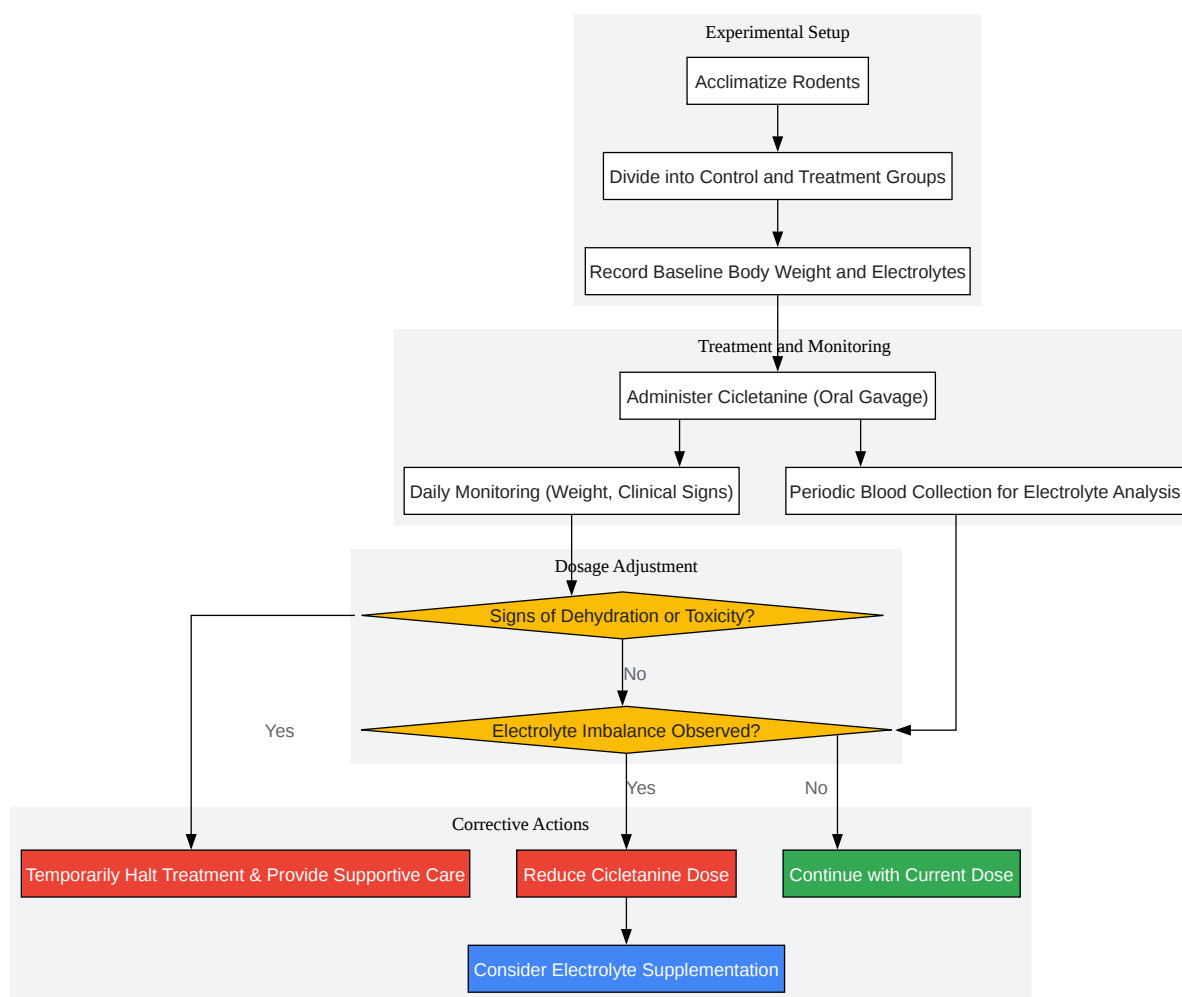 Experimental Setup
Acclimatize Rodents
Divide into Control and Treatment Groups
Record Baseline Body Weight and Electrolytes
Treatment and Monitoring
Administer Cicletanine (Oral Gavage)
Daily Monitoring (Weight, Clinical Signs)
Periodic Blood Collection for Electrolyte Analysis
Dosage Adjustment
Signs of Dehydration or Toxicity?
No
Electrolyte Imbalance Observed?
Yes
Yes
No
Corrective Actions
Temporarily Halt Treatment & Provide Supportive Care
Reduce Cicletanine Dose
Continue with Current Dose
Consider Electrolyte Supplementation